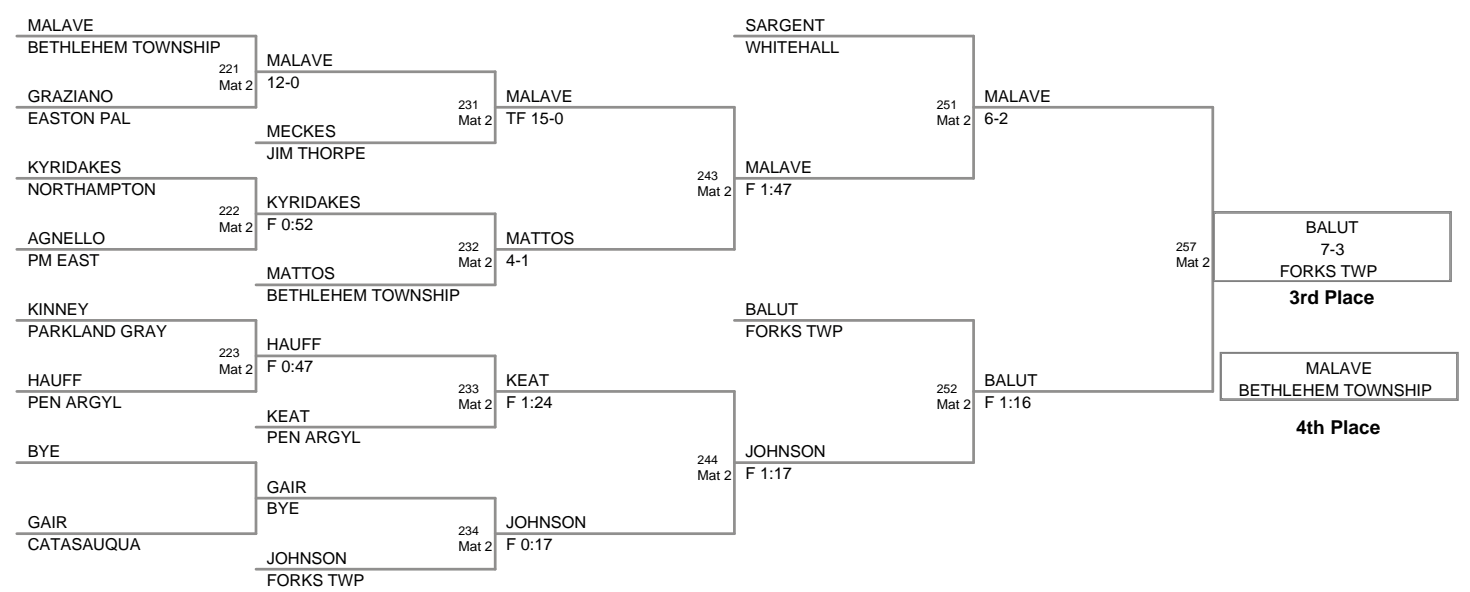 MALAVE
BETHLEHEM TOWNSHIP
221
Mat 2
GRAZIANO
EASTON PAL
KYRIDAKES
NORTHAMPTON
222
Mat 2
AGNELLO
PM EAST
KINNEY
PARKLAND GRAY
223
Mat 2
HAUFF
PEN ARGYL
BYE
GAIR
CATASAUQUA
MALAVE
12-0
231
Mat 2
MECKES
JIM THORPE
KYRIDAKES
F 0:52
232
Mat 2
MATTOS
BETHLEHEM TOWNSHIP
HAUFF
F 0:47
233
Mat 2
KEAT
PEN ARGYL
GAIR
BYE
234
Mat 2
JOHNSON
FORKS TWP
MALAVE
TF 15-0
243
Mat 2
MATTOS
4-1
KEAT
F 1:24
244
Mat 2
JOHNSON
F 0:17
SARGENT
WHITEHALL
251
Mat 2
MALAVE
F 1:47
BALUT
FORKS TWP
252
Mat 2
JOHNSON
F 1:17
MALAVE
6-2
257
Mat 2
BALUT
F 1:16
BALUT
7-3
FORKS TWP
3rd Place
MALAVE
BETHLEHEM TOWNSHIP
4th Place